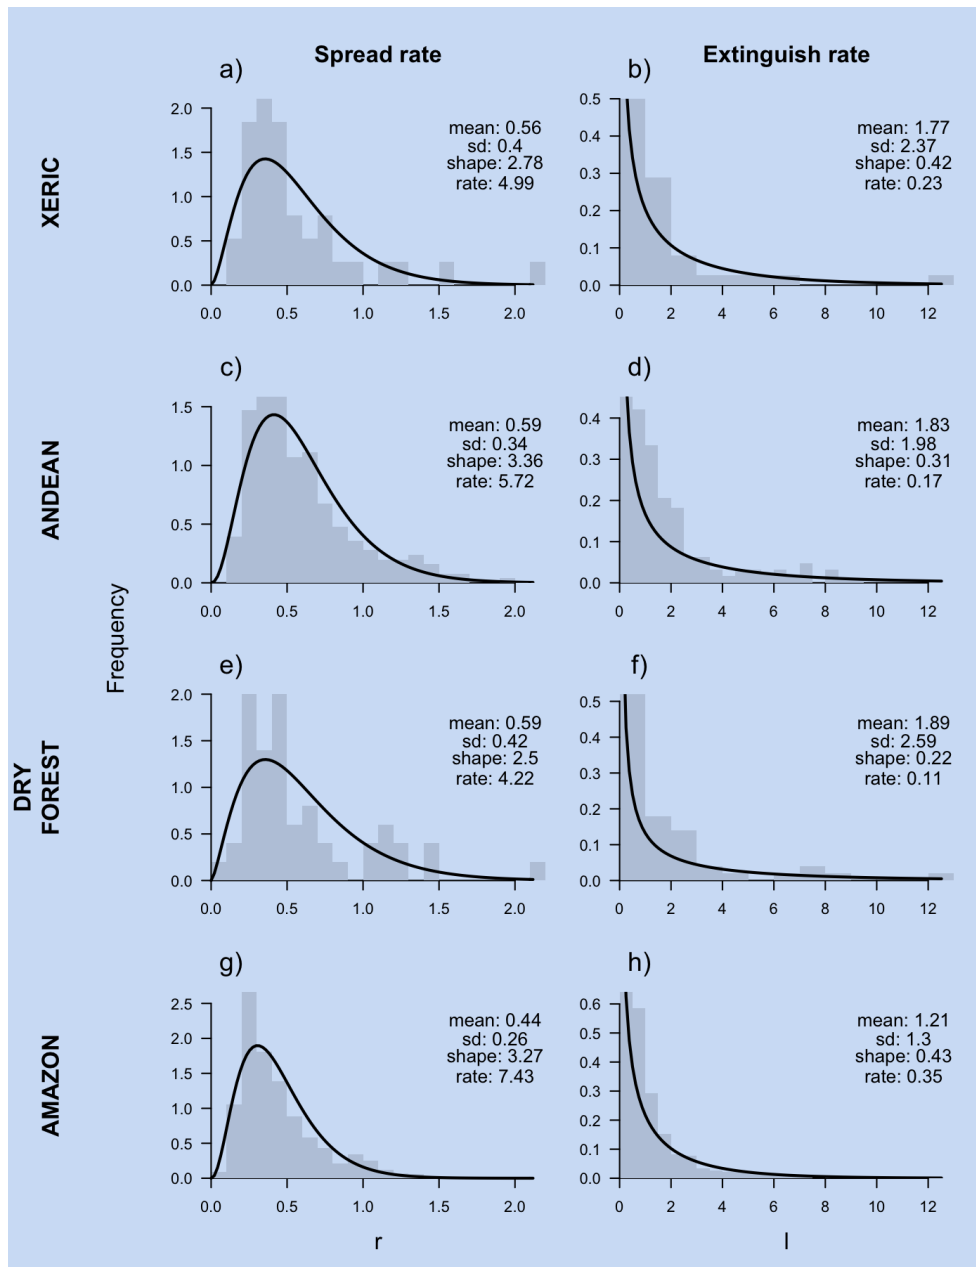 Spread rate
Extinguish rate
XERIC
a)
mean: 0.56
sd: 0.4
shape: 2.78
rate: 4.99
2.0
1.5
1.0
0.5
0.0
0.0 0.5 1.0 1.5 2.0
b)
mean: 1.77
sd: 2.37
shape: 0.42
rate: 0.23
0.5
0.4
0.3
0.2
0.1
0.0
0 2 4 6 8 10 12
ANDEAN
c)
mean: 0.59
sd: 0.34
shape: 3.36
rate: 5.72
1.5
1.0
0.5
0.0
0.0 0.5 1.0 1.5 2.0
d)
mean: 1.83
sd: 1.98
shape: 0.31
rate: 0.17
0.4
0.3
0.2
0.1
0.0
0 2 4 6 8 10 12
Frequency
DRY
FOREST
e)
mean: 0.59
sd: 0.42
shape: 2.5
rate: 4.22
2.0
1.5
1.0
0.5
0.0
0.0 0.5 1.0 1.5 2.0
f)
mean: 1.89
sd: 2.59
shape: 0.22
rate: 0.11
0.5
0.4
0.3
0.2
0.1
0.0
0 2 4 6 8 10 12
AMAZON
g)
mean: 0.44
sd: 0.26
shape: 3.27
rate: 7.43
2.5
2.0
1.5
1.0
0.5
0.0
0.0 0.5 1.0 1.5 2.0
r
h)
mean: 1.21
sd: 1.3
shape: 0.43
rate: 0.35
0.6
0.5
0.4
0.3
0.2
0.1
0.0
0 2 4 6 8 10 12
l